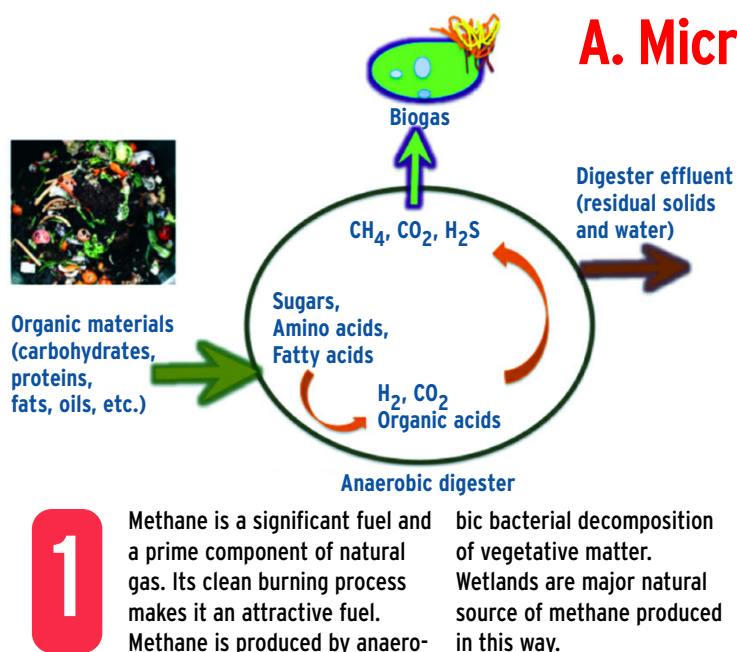 A. Micr
Biogas
Digester effluent
(residual solids
and water)
CH₄, CO₂, H₂S
Organic materials
(carbohydrates,
proteins,
fats, oils, etc.)
Sugars,
Amino acids,
Fatty acids
H₂, CO₂
Organic acids
Anaerobic digester
1
Methane is a significant fuel and
a prime component of natural
gas. Its clean burning process
makes it an attractive fuel.
Methane is produced by anaero-
bic bacterial decomposition
of vegetative matter.
Wetlands are major natural
source of methane produced
in this way.